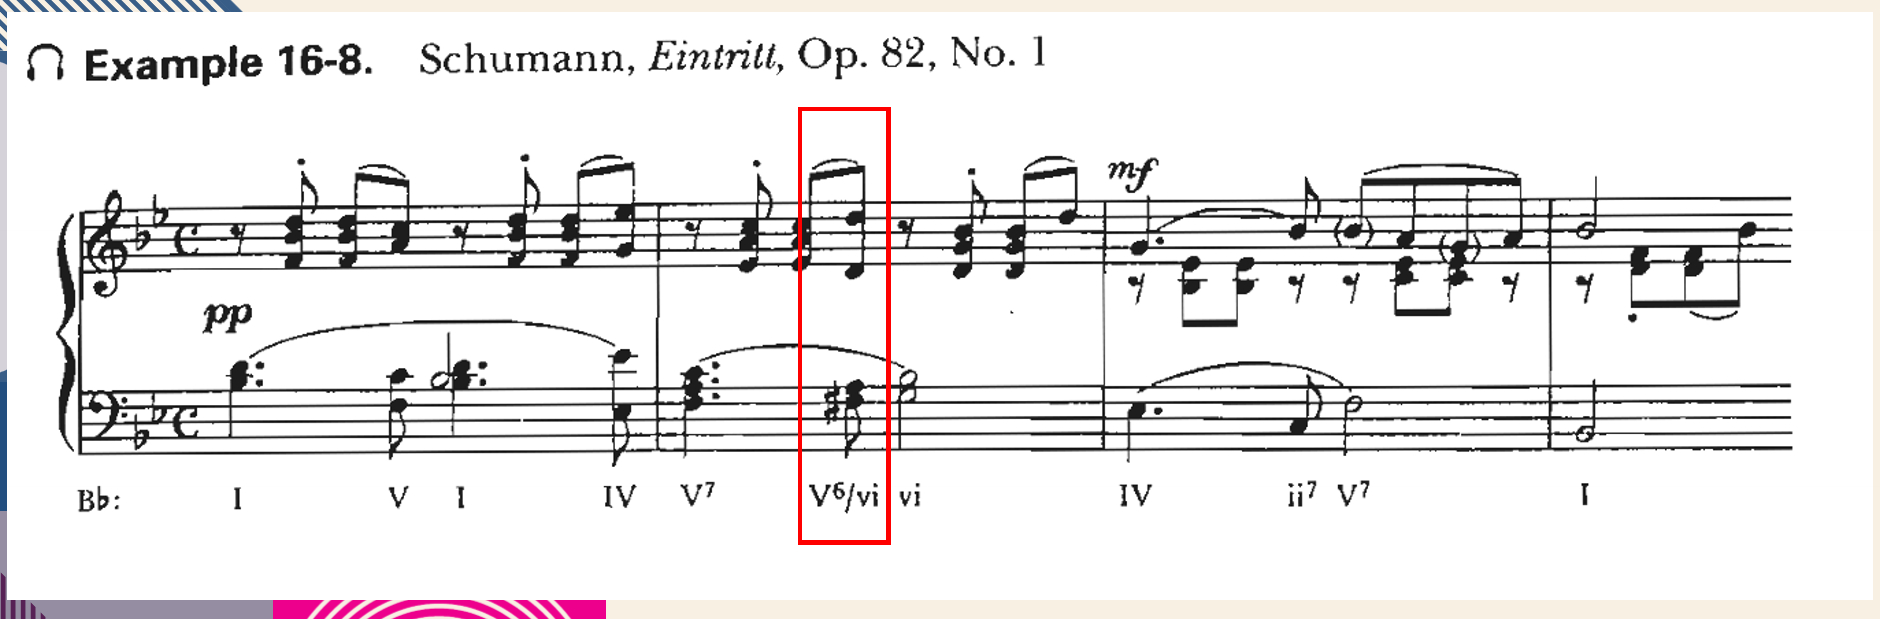 Example 16-8. Schumann, Eintritt, Op. 82, No. 1
mf
pp
B♭: I V I IV V⁷ V⁶/vi vi IV ii⁷ V⁷ I